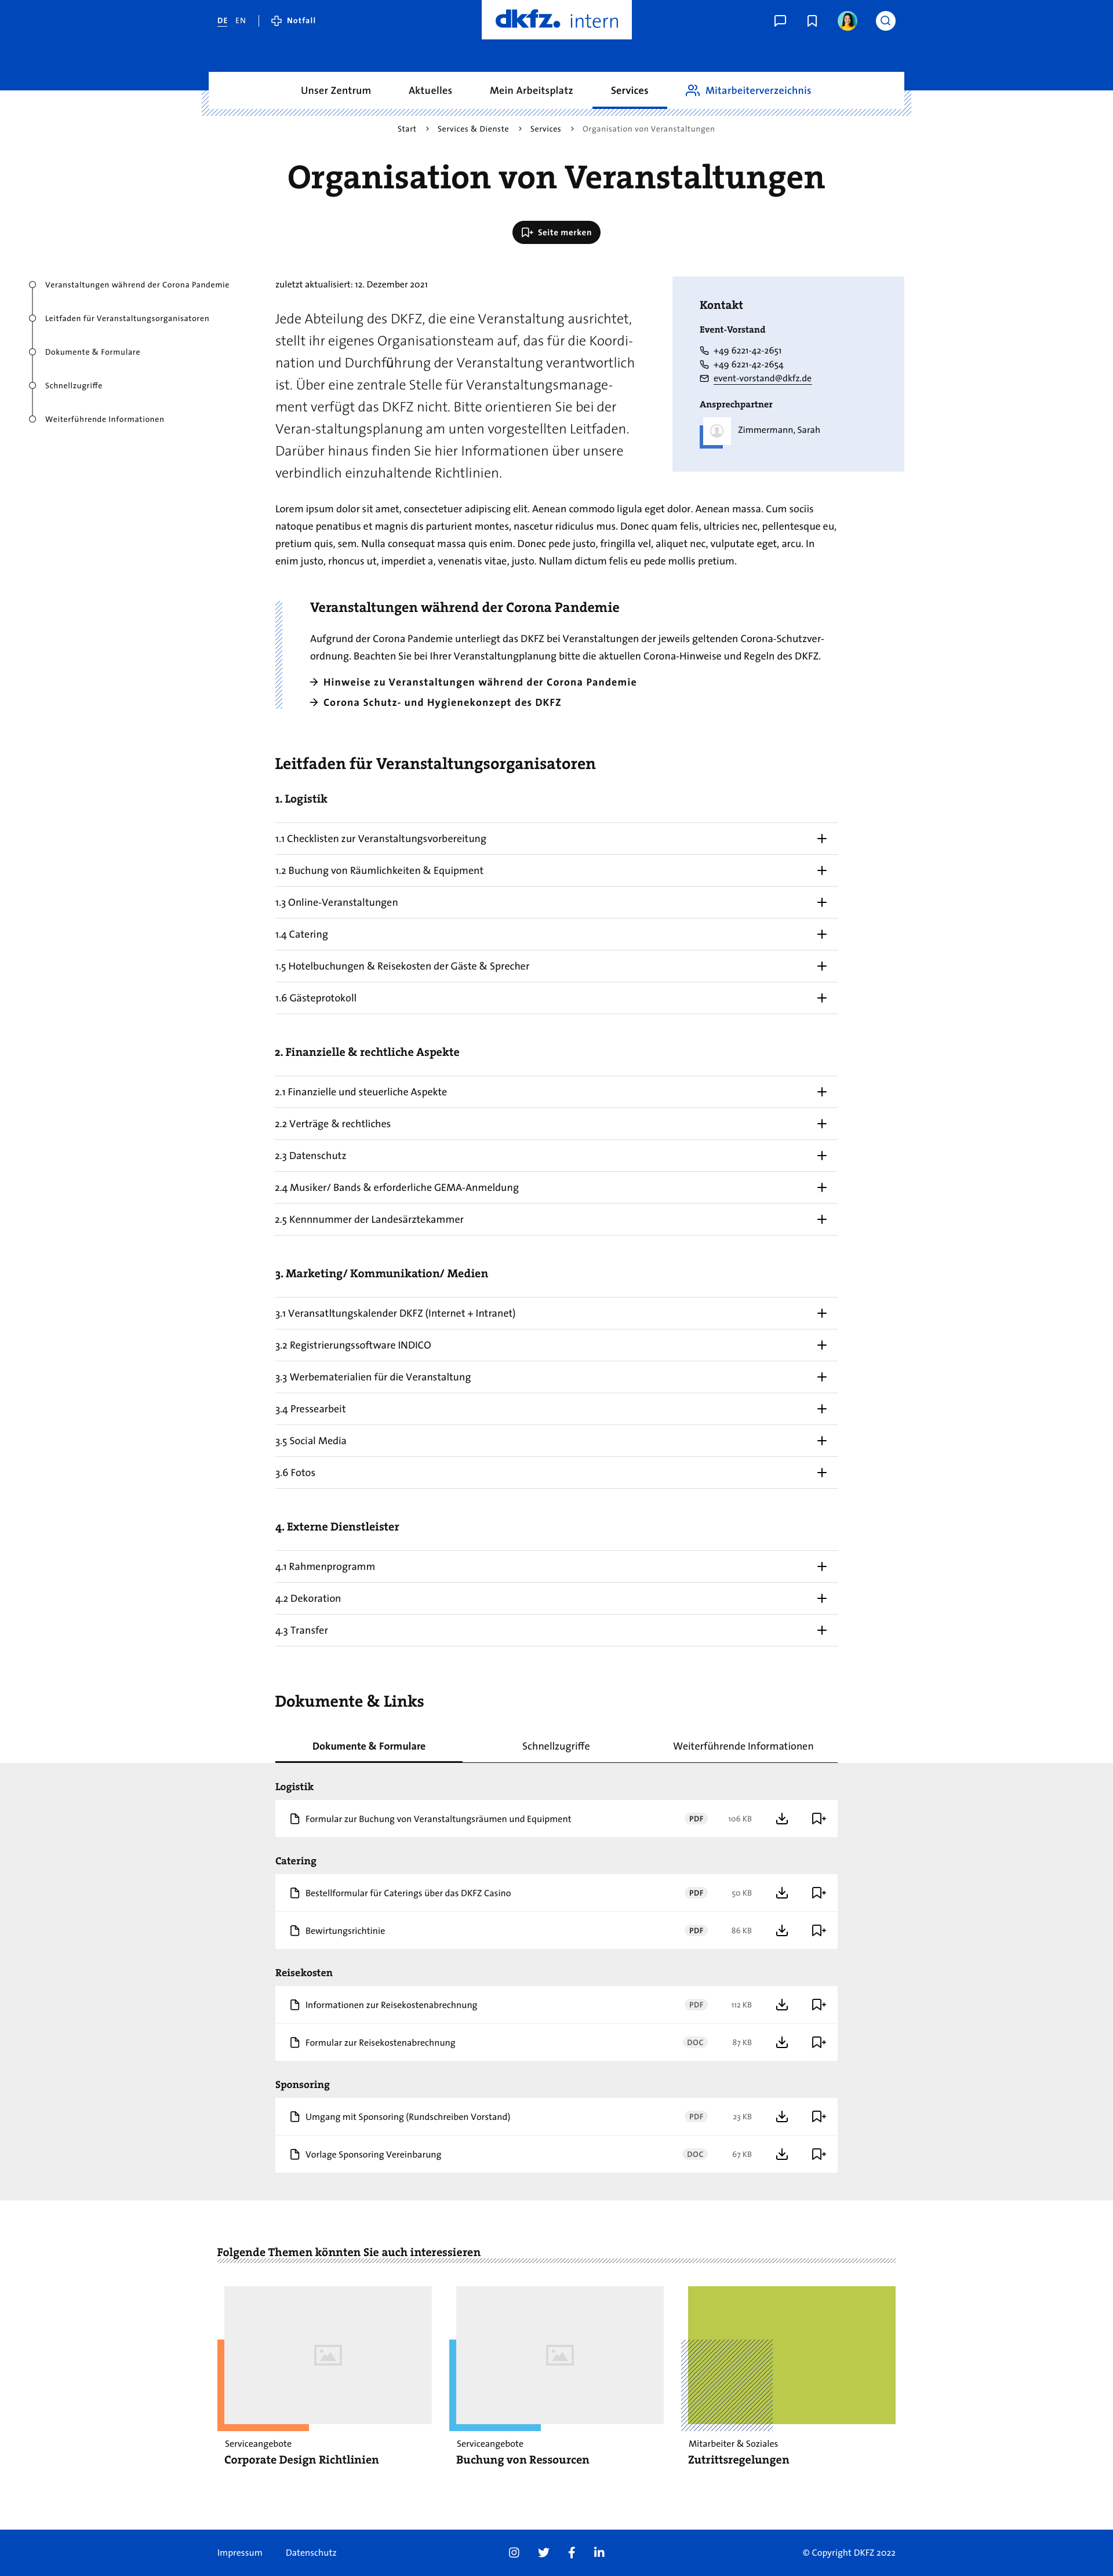 DE EN Notfall
dkfz. intern
Unser Zentrum Aktuelles Mein Arbeitsplatz Services Mitarbeiterverzeichnis
Start > Services & Dienste > Services > Organisation von Veranstaltungen
Organisation von Veranstaltungen
Seite merken
Veranstaltungen während der Corona Pandemie
Leitfaden für Veranstaltungsorganisatoren
Dokumente & Formulare
Schnellzugriffe
Weiterführende Informationen
zuletzt aktualisiert: 12. Dezember 2021
Jede Abteilung des DKFZ, die eine Veranstaltung ausrichtet,
stellt ihr eigenes Organisationsteam auf, das für die Koordi-
nation und Durchführung der Veranstaltung verantwortlich
ist. Über eine zentrale Stelle für Veranstaltungsmanage-
ment verfügt das DKFZ nicht. Bitte orientieren Sie bei der
Veran-staltungsplanung am unten vorgestellten Leitfaden.
Darüber hinaus finden Sie hier Informationen über unsere
verbindlich einzuhaltende Richtlinien.
Kontakt
Event-Vorstand
+49 6221-42-2651
+49 6221-42-2654
event-vorstand@dkfz.de
Ansprechpartner
Zimmermann, Sarah
Lorem ipsum dolor sit amet, consectetuer adipiscing elit. Aenean commodo ligula eget dolor. Aenean massa. Cum sociis
natoque penatibus et magnis dis parturient montes, nascetur ridiculus mus. Donec quam felis, ultricies nec, pellentesque eu,
pretium quis, sem. Nulla consequat massa quis enim. Donec pede justo, fringilla vel, aliquet nec, vulputate eget, arcu. In
enim justo, rhoncus ut, imperdiet a, venenatis vitae, justo. Nullam dictum felis eu pede mollis pretium.
Veranstaltungen während der Corona Pandemie
Aufgrund der Corona Pandemie unterliegt das DKFZ bei Veranstaltungen der jeweils geltenden Corona-Schutzver-
ordnung. Beachten Sie bei Ihrer Veranstaltungplanung bitte die aktuellen Corona-Hinweise und Regeln des DKFZ.
Hinweise zu Veranstaltungen während der Corona Pandemie
Corona Schutz- und Hygienekonzept des DKFZ
Leitfaden für Veranstaltungsorganisatoren
1. Logistik
1.1 Checklisten zur Veranstaltungsvorbereitung
1.2 Buchung von Räumlichkeiten & Equipment
1.3 Online-Veranstaltungen
1.4 Catering
1.5 Hotelbuchungen & Reisekosten der Gäste & Sprecher
1.6 Gästeprotokoll
2. Finanzielle & rechtliche Aspekte
2.1 Finanzielle und steuerliche Aspekte
2.2 Verträge & rechtliches
2.3 Datenschutz
2.4 Musiker/ Bands & erforderliche GEMA-Anmeldung
2.5 Kennnummer der Landesärztekammer
3. Marketing/ Kommunikation/ Medien
3.1 Veransatltungskalender DKFZ (Internet + Intranet)
3.2 Registrierungssoftware INDICO
3.3 Werbematerialien für die Veranstaltung
3.4 Pressearbeit
3.5 Social Media
3.6 Fotos
4. Externe Dienstleister
4.1 Rahmenprogramm
4.2 Dekoration
4.3 Transfer
Dokumente & Links
Dokumente & Formulare Schnellzugriffe Weiterführende Informationen
Logistik
Formular zur Buchung von Veranstaltungsräumen und Equipment PDF 106 KB
Catering
Bestellformular für Caterings über das DKFZ Casino PDF 50 KB
Bewirtungsrichtinie PDF 86 KB
Reisekosten
Informationen zur Reisekostenabrechnung PDF 112 KB
Formular zur Reisekostenabrechnung DOC 87 KB
Sponsoring
Umgang mit Sponsoring (Rundschreiben Vorstand) PDF 23 KB
Vorlage Sponsoring Vereinbarung DOC 67 KB
Folgende Themen könnten Sie auch interessieren
Serviceangebote
Corporate Design Richtlinien
Serviceangebote
Buchung von Ressourcen
Mitarbeiter & Soziales
Zutrittsregelungen
Impressum Datenschutz © Copyright DKFZ 2022